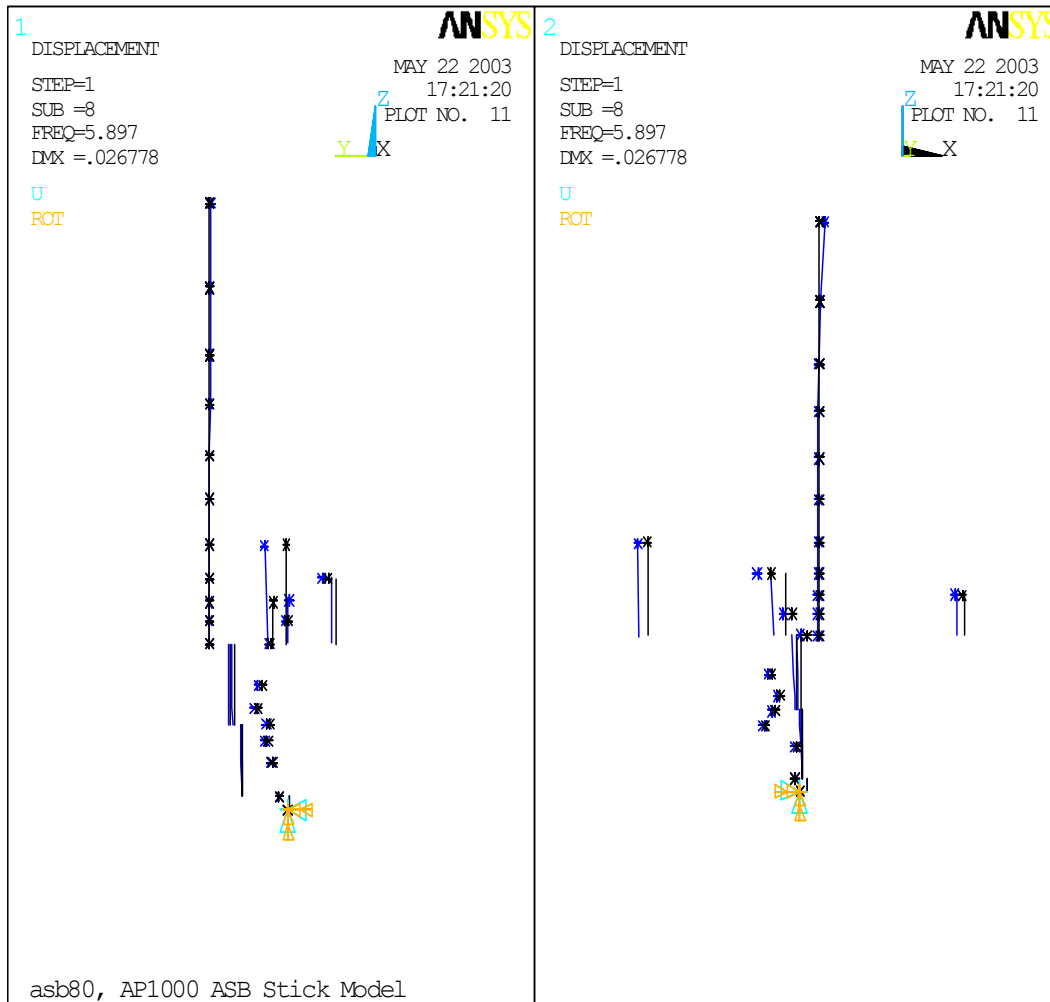 1
ANSYS
DISPLACEMENT
MAY 22 2003
STEP=1
17:21:20
SUB =8
PLOT NO. 11
FREQ=5.897
DMX =.026778
U
ROT
Z
Y
X
asb80, AP1000 ASB Stick Model
2
ANSYS
DISPLACEMENT
MAY 22 2003
STEP=1
17:21:20
SUB =8
PLOT NO. 11
FREQ=5.897
DMX =.026778
U
ROT
Z
Y
X